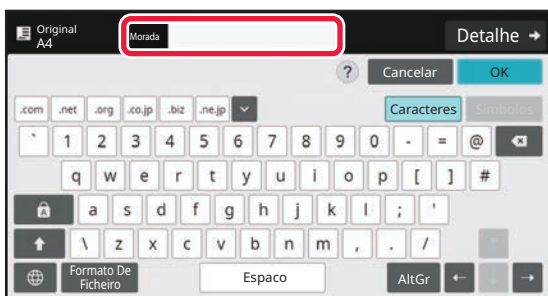 Original
A4
Morada
Detalhe →
? Cancelar OK
.com .net .org .co.jp .biz .ne.jp Caracteres Símbolos
` 1 2 3 4 5 6 7 8 9 0 - = @
q w e r t y u i o p [ ] #
A a s d f g h j k l ; '
\ z x c v b n m , . /
Formato De
Ficheiro
Espaco AltGr ← ↓ →